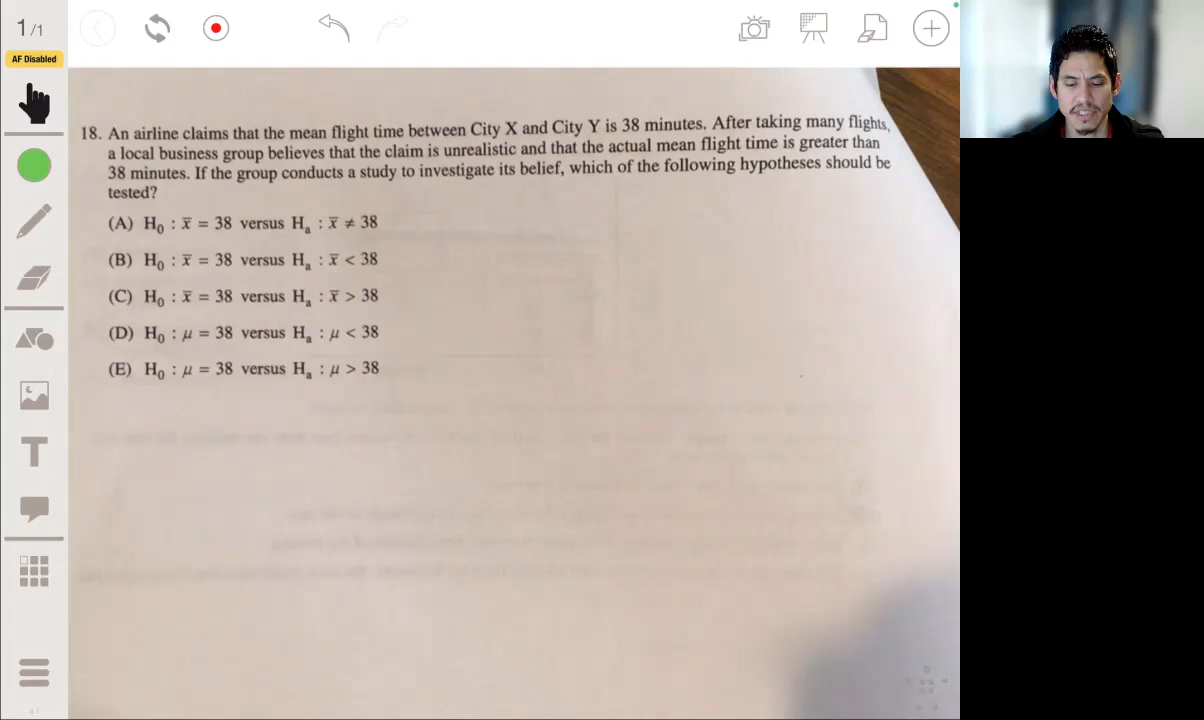 1/1
AF Disabled
18. An airline claims that the mean flight time between City X and City Y is 38 minutes. After taking many flights,
a local business group believes that the claim is unrealistic and that the actual mean flight time is greater than
38 minutes. If the group conducts a study to investigate its belief, which of the following hypotheses should be
tested?
(A) H₀ : x̅ = 38 versus Hₐ : x̅ ≠ 38
(B) H₀ : x̅ = 38 versus Hₐ : x̅ < 38
(C) H₀ : x̅ = 38 versus Hₐ : x̅ > 38
(D) H₀ : μ = 38 versus Hₐ : μ < 38
(E) H₀ : μ = 38 versus Hₐ : μ > 38
T